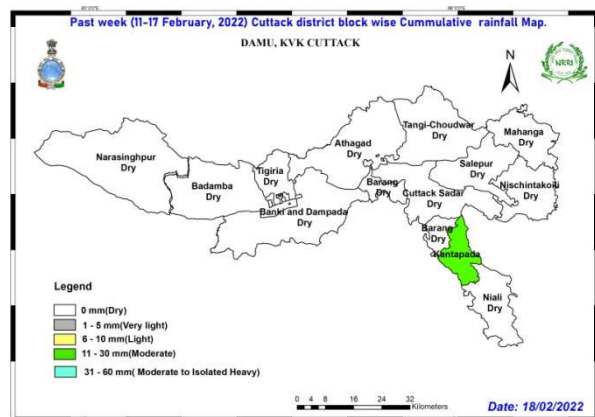 Past week (11-17 February, 2022) Cuttack district block wise Cummulative rainfall Map.
DAMU, KVK CUTTACK
N
NRRI
Tangi-Choudwar
Dry
Mahanga
Dry
Athagad
Dry
Narasinghpur
Dry
Salepur
Dry
Tigiria
Dry
Badamba
Dry
Barang
Dry
Cuttack Sadar
Dry
Nischintakoili
Dry
Banki and Dampada
Dry
Barang
Dry
Kantapada
Niali
Dry
Legend
0 mm(Dry)
1 - 5 mm(Very light)
6 - 10 mm(Light)
11 - 30 mm(Moderate)
31 - 60 mm( Moderate to Isolated Heavy)
0 4 8 16 24 32
Kilometers
Date: 18/02/2022